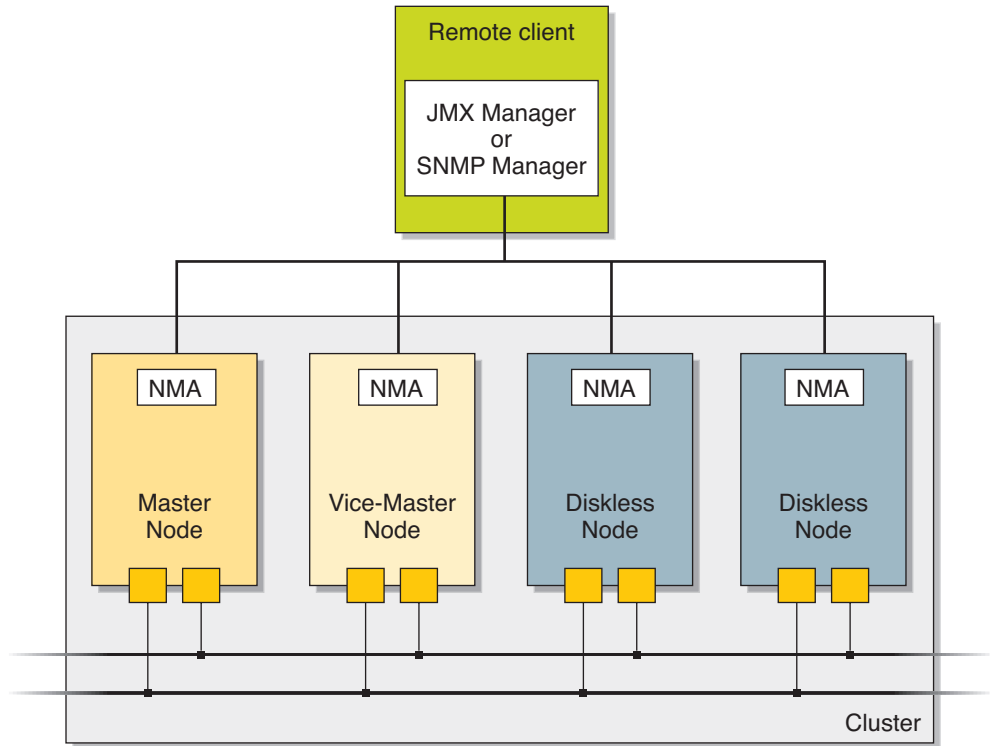 Remote client
JMX Manager
or
SNMP Manager
NMA
NMA
NMA
NMA
Master
Node
Vice-Master
Node
Diskless
Node
Diskless
Node
Cluster